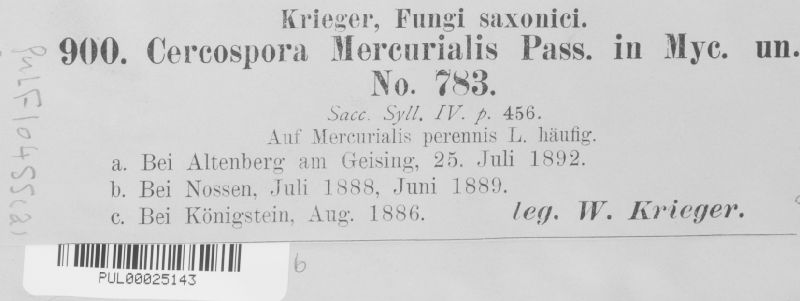 Krieger, Fungi saxonici.
900. Cercospora Mercurialis Pass. in Myc. un.
No. 783.
Sacc. Syll. IV. p. 456.
Auf Mercurialis perennis L. häufig.
a. Bei Altenberg am Geising, 25. Juli 1892.
b. Bei Nossen, Juli 1888, Juni 1889.
c. Bei Königstein, Aug. 1886. leg. W. Krieger.
PUL00025143
b